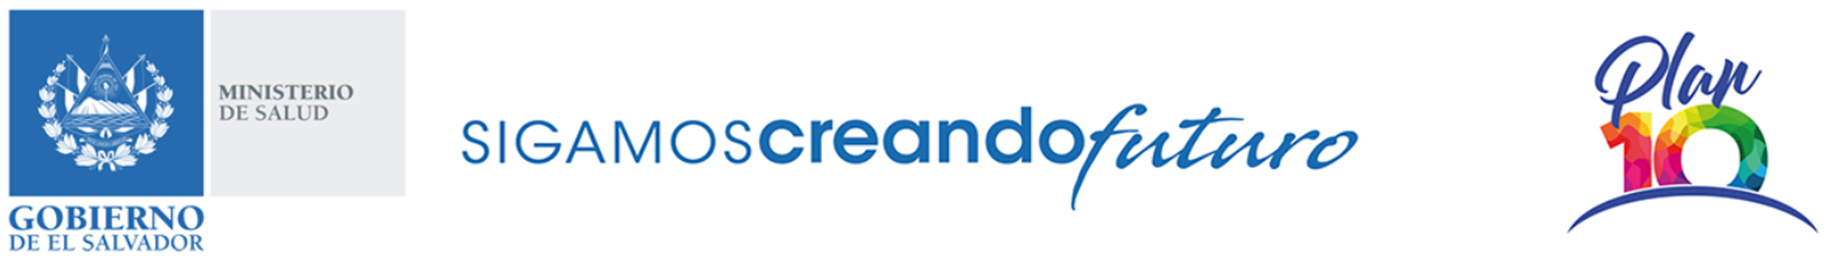 MINISTERIO
DE SALUD
GOBIERNO
DE EL SALVADOR
SIGAMOScreandofuturo
Plan
10